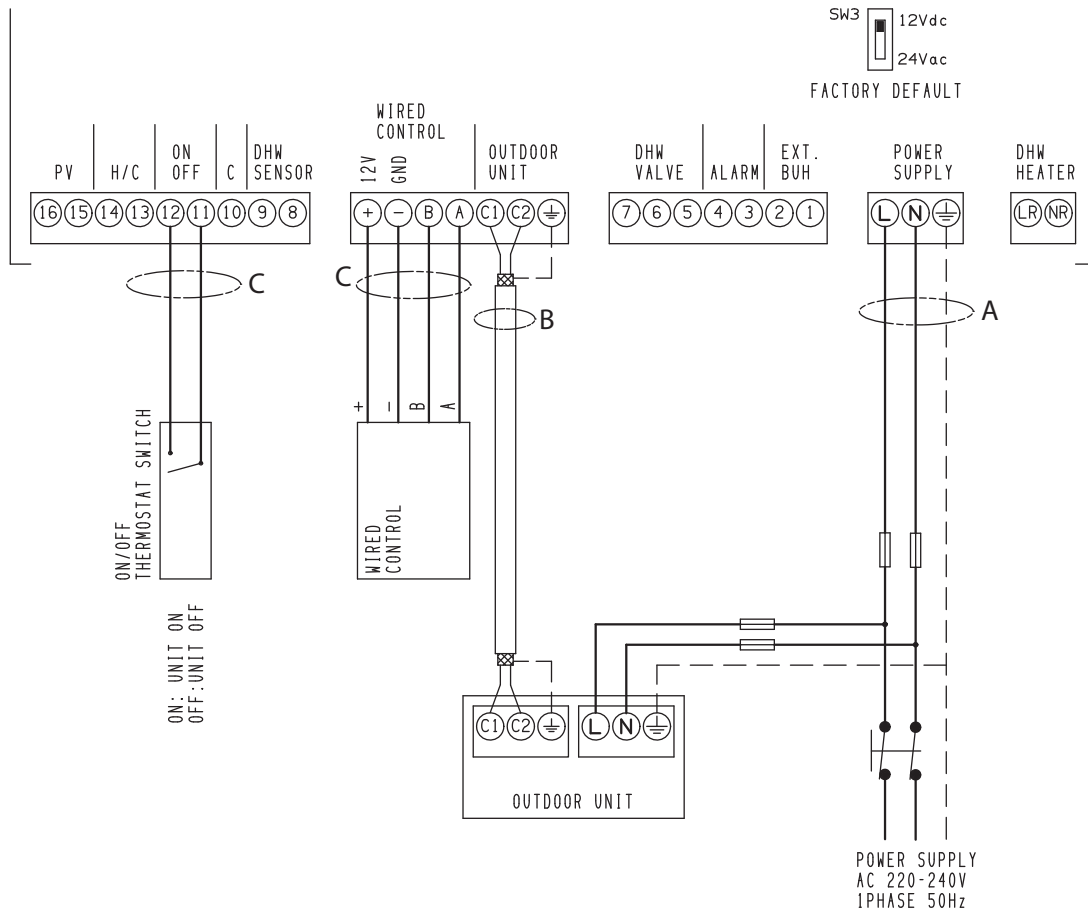 SW3
12Vdc
24Vac
FACTORY DEFAULT
PV
H/C
ON
OFF
C
DHW
SENSOR
16 15 14 13 12 11 10 9 8
WIRED
CONTROL
12V
GND
OUTDOOR
UNIT
+ - B A C1 C2
DHW
VALVE
ALARM
EXT.
BUH
7 6 5 4 3 2 1
POWER
SUPPLY
L N
DHW
HEATER
LR NR
C
C
B
A
+ - B A
ON/OFF
THERMOSTAT SWITCH
WIRED
CONTROL
ON: UNIT ON
OFF:UNIT OFF
C1 C2
L N
OUTDOOR UNIT
POWER SUPPLY
AC 220-240V
1PHASE 50Hz